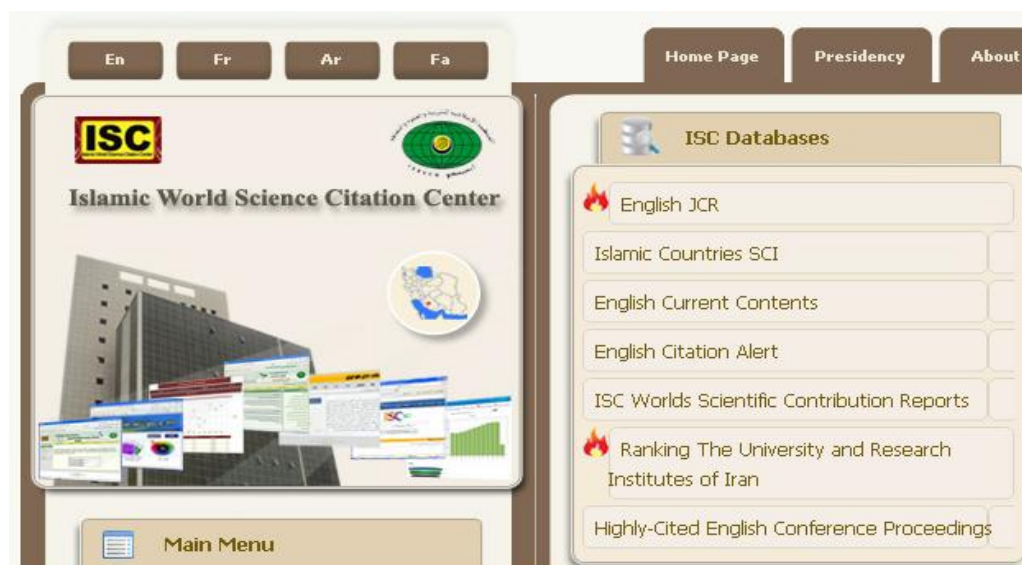 En Fr Ar Fa
Home Page Presidency About
ISC
Islamic World Science Citation Center
Main Menu
ISC Databases
English JCR
Islamic Countries SCI
English Current Contents
English Citation Alert
ISC Worlds Scientific Contribution Reports
Ranking The University and Research
Institutes of Iran
Highly-Cited English Conference Proceedings